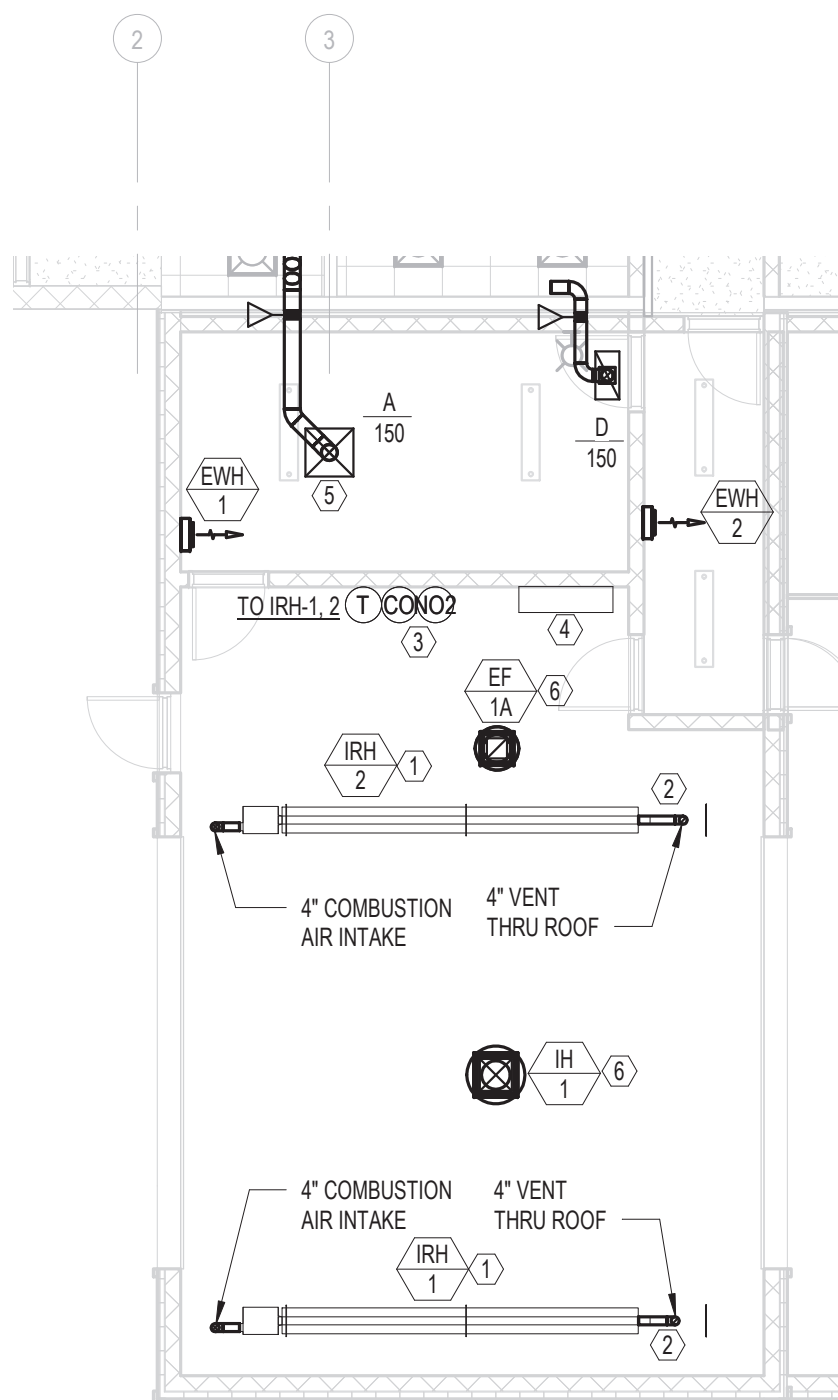 2
3
A
150
D
150
EWH
1
5
EWH
2
TO IRH-1, 2
T
CO
NO2
3
4
EF
1A
6
IRH
2
1
2
4" COMBUSTION
AIR INTAKE
4" VENT
THRU ROOF
IH
1
6
4" COMBUSTION
AIR INTAKE
4" VENT
THRU ROOF
IRH
1
1
2